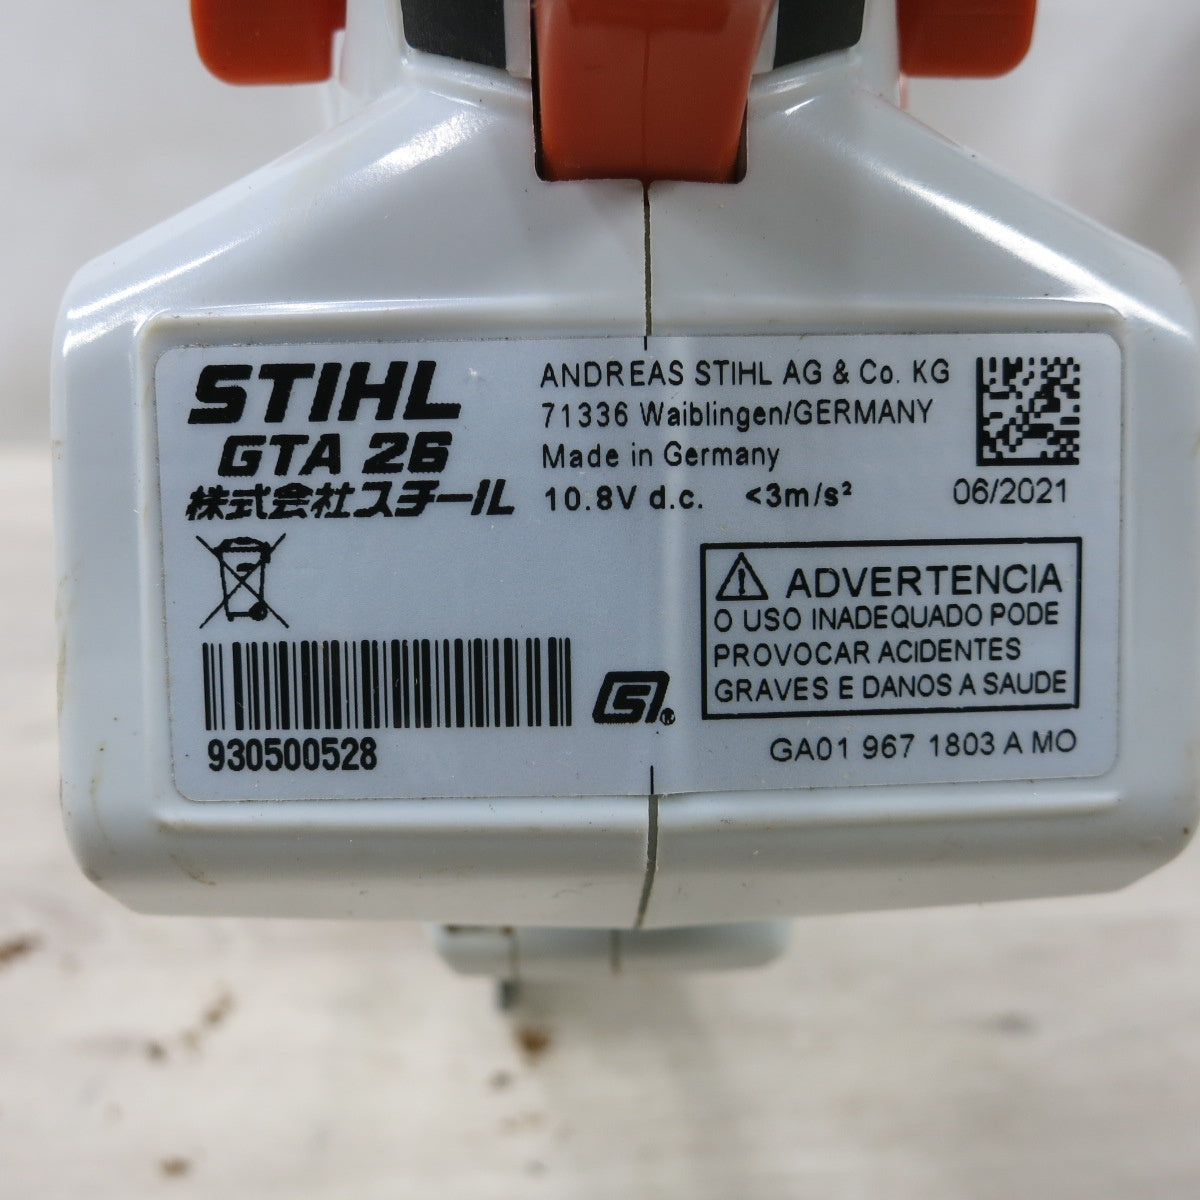 STIHL
GTA 26
株式会社スチール
ANDREAS STIHL AG & Co. KG
71336 Waiblingen/GERMANY
Made in Germany
10.8V d.c. <3m/s²
06/2021
ADVERTENCIA
O USO INADEQUADO PODE
PROVOCAR ACIDENTES
GRAVES E DANOS A SAUDE
930500528
GS®
GA01 967 1803 A MO